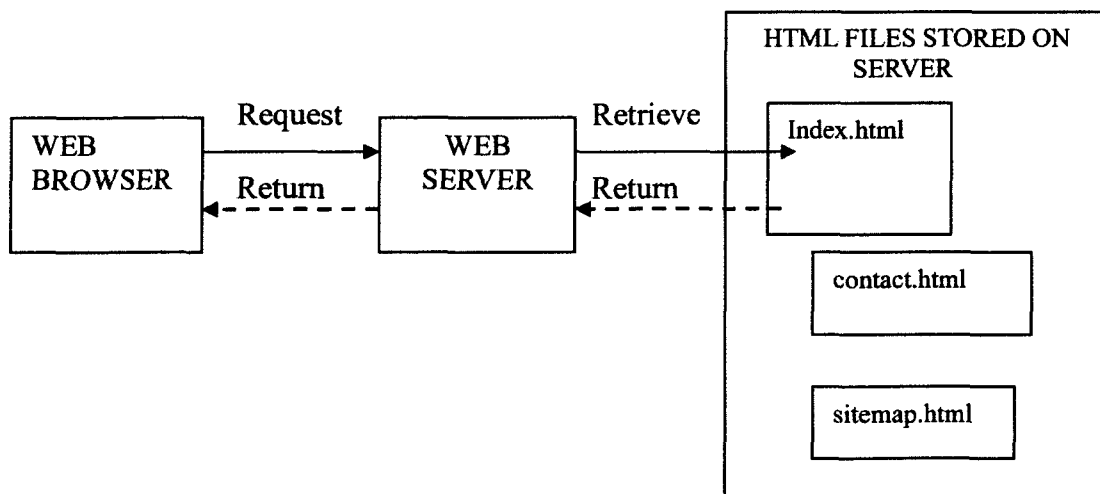 HTML FILES STORED ON
SERVER
Request
Retrieve
Index.html
WEB
BROWSER
WEB
SERVER
Return
Return
contact.html
sitemap.html